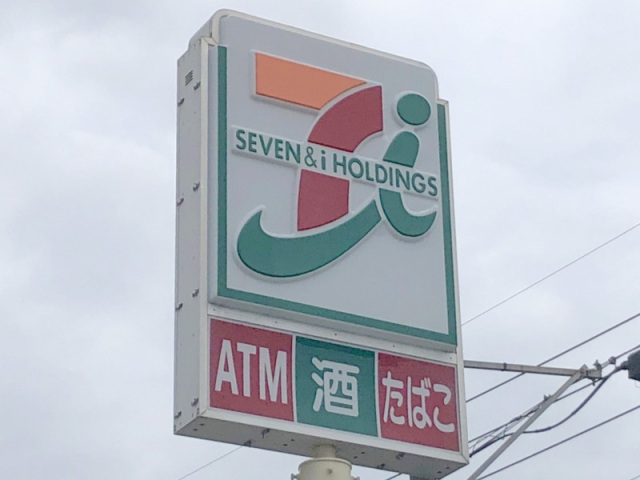 SEVEN&i HOLDINGS
ATM 酒 たばこ